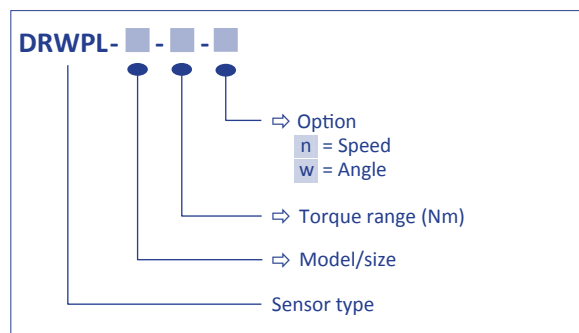 DRWPL- - -
⇨ Option
n = Speed
w = Angle
⇨ Torque range (Nm)
⇨ Model/size
Sensor type